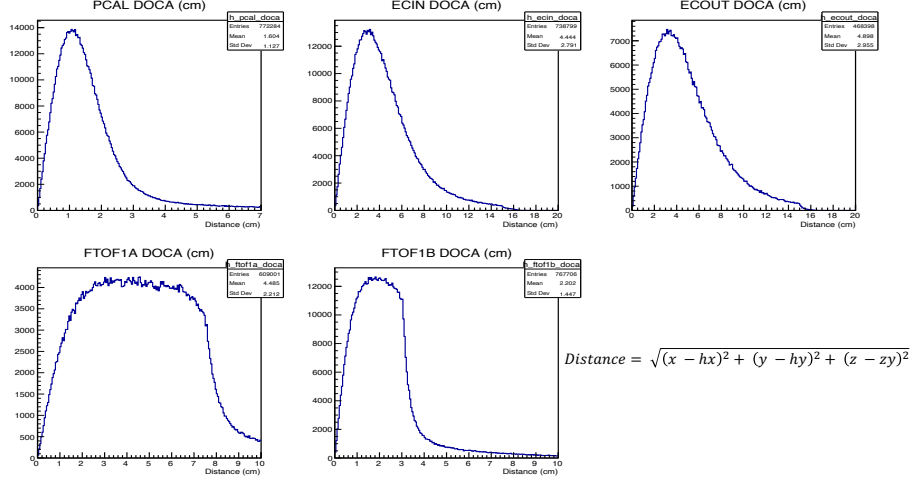 PCAL DOCA (cm)
h_pcal_doca
Entries 772284
Mean 1.604
Std Dev 1.127
14000
12000
10000
8000
6000
4000
2000
0
0 1 2 3 4 5 6 7
Distance (cm)
ECIN DOCA (cm)
h_ecin_doca
Entries 738799
Mean 4.444
Std Dev 2.791
12000
10000
8000
6000
4000
2000
0
0 2 4 6 8 10 12 14 16 18 20
Distance (cm)
ECOUT DOCA (cm)
h_ecout_doca
Entries 468398
Mean 4.898
Std Dev 2.955
7000
6000
5000
4000
3000
2000
1000
0
0 2 4 6 8 10 12 14 16 18 20
Distance (cm)
FTOF1A DOCA (cm)
h_ftof1a_doca
Entries 609001
Mean 4.485
Std Dev 2.212
4000
3500
3000
2500
2000
1500
1000
500
0
0 1 2 3 4 5 6 7 8 9 10
Distance (cm)
FTOF1B DOCA (cm)
h_ftof1b_doca
Entries 767706
Mean 2.202
Std Dev 1.447
12000
10000
8000
6000
4000
2000
0
0 1 2 3 4 5 6 7 8 9 10
Distance (cm)
Distance = √(x − hx)² + (y − hy)² + (z − zy)²